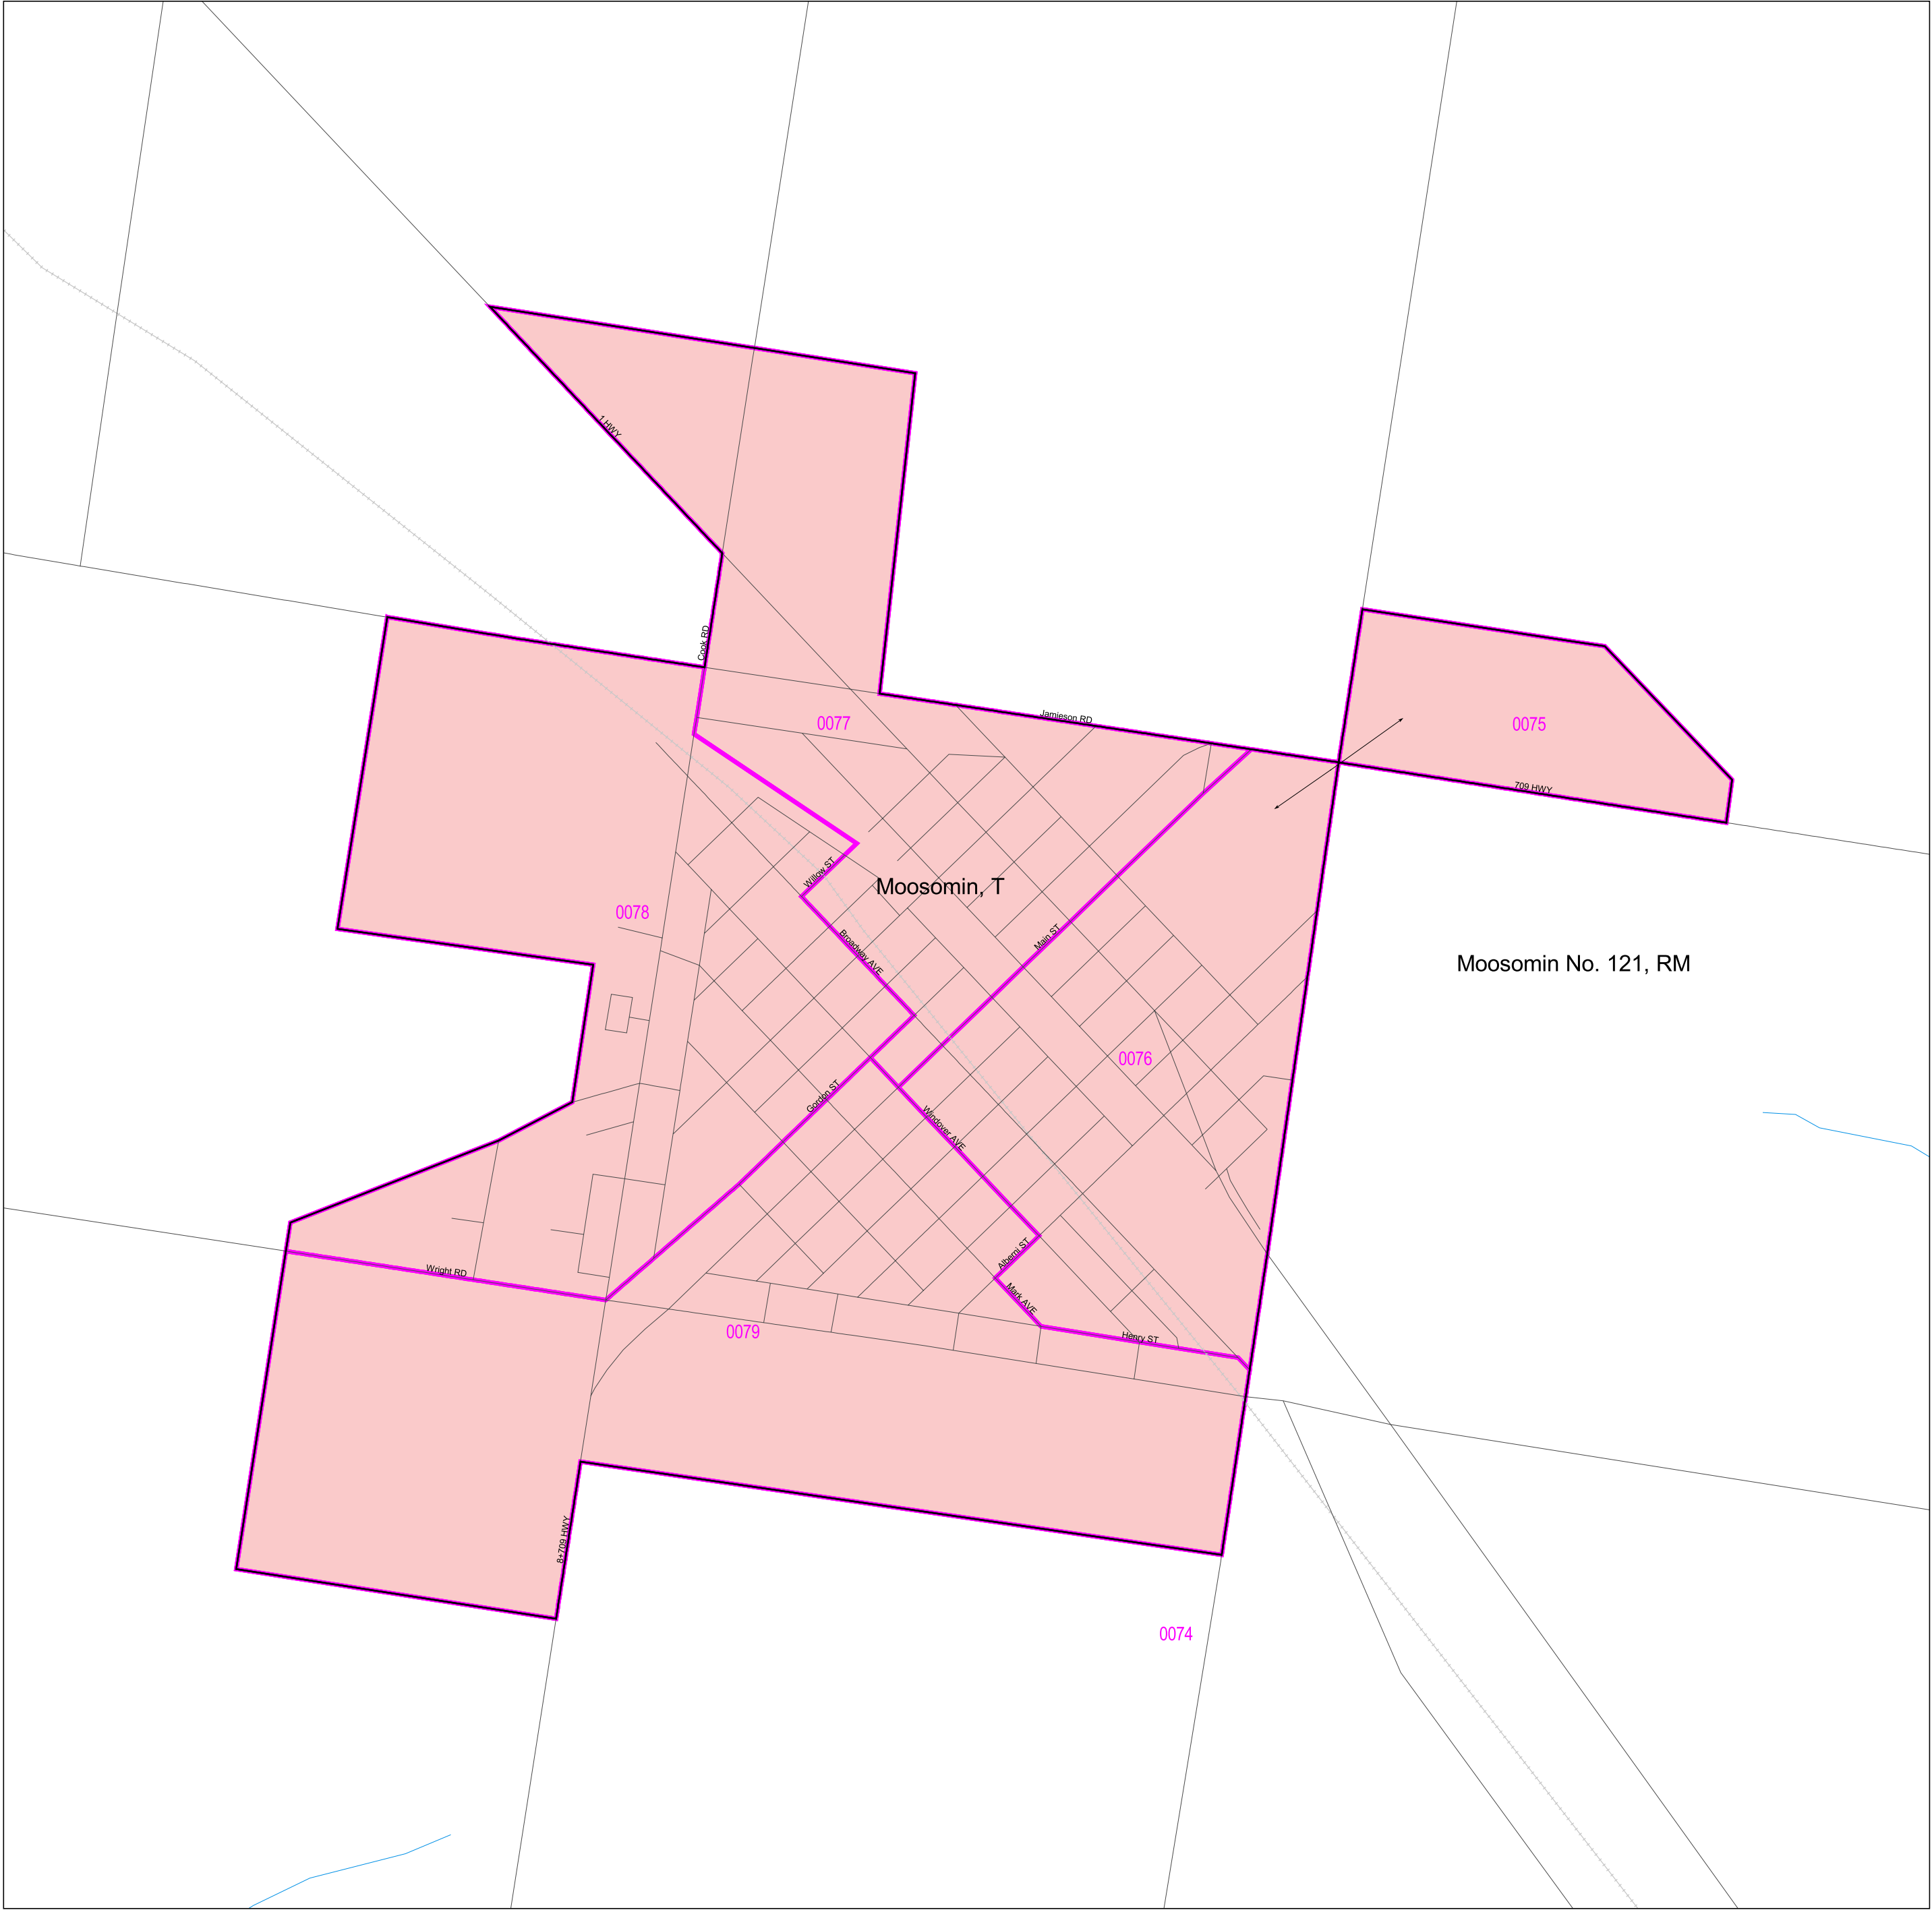 1 HWY
Cook RD
0077
Jamieson RD
0075
709 HWY
Willow ST
Moosomin, T
0078
Broadway AVE
Main ST
Moosomin No. 121, RM
0076
Gordon ST
Windover AVE
Alberni ST
Wright RD
Mark AVE
0079
Henry ST
8+709 HWY
0074